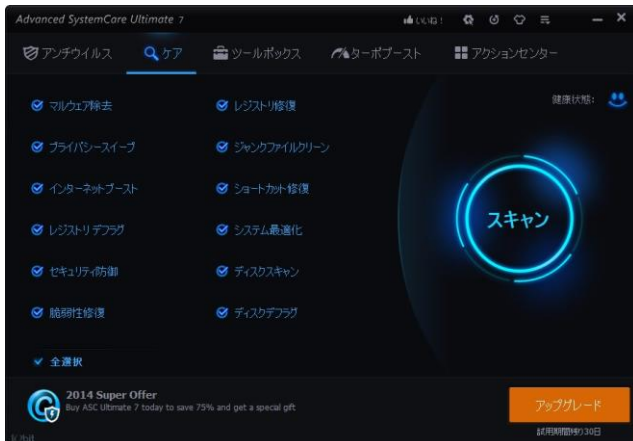 Advanced SystemCare Ultimate 7
いいね!
アンチウイルス
ケア
ツールボックス
ターボブースト
アクションセンター
健康状態:
マルウェア除去
レジストリ修復
プライバシースイープ
ジャンクファイルクリーン
インターネットブースト
ショートカット修復
レジストリデフラグ
システム最適化
セキュリティ防御
ディスクスキャン
脆弱性修復
ディスクデフラグ
スキャン
全選択
2014 Super Offer
Buy ASC Ultimate 7 today to save 75% and get a special gift
アップグレード
試用期間残り30日